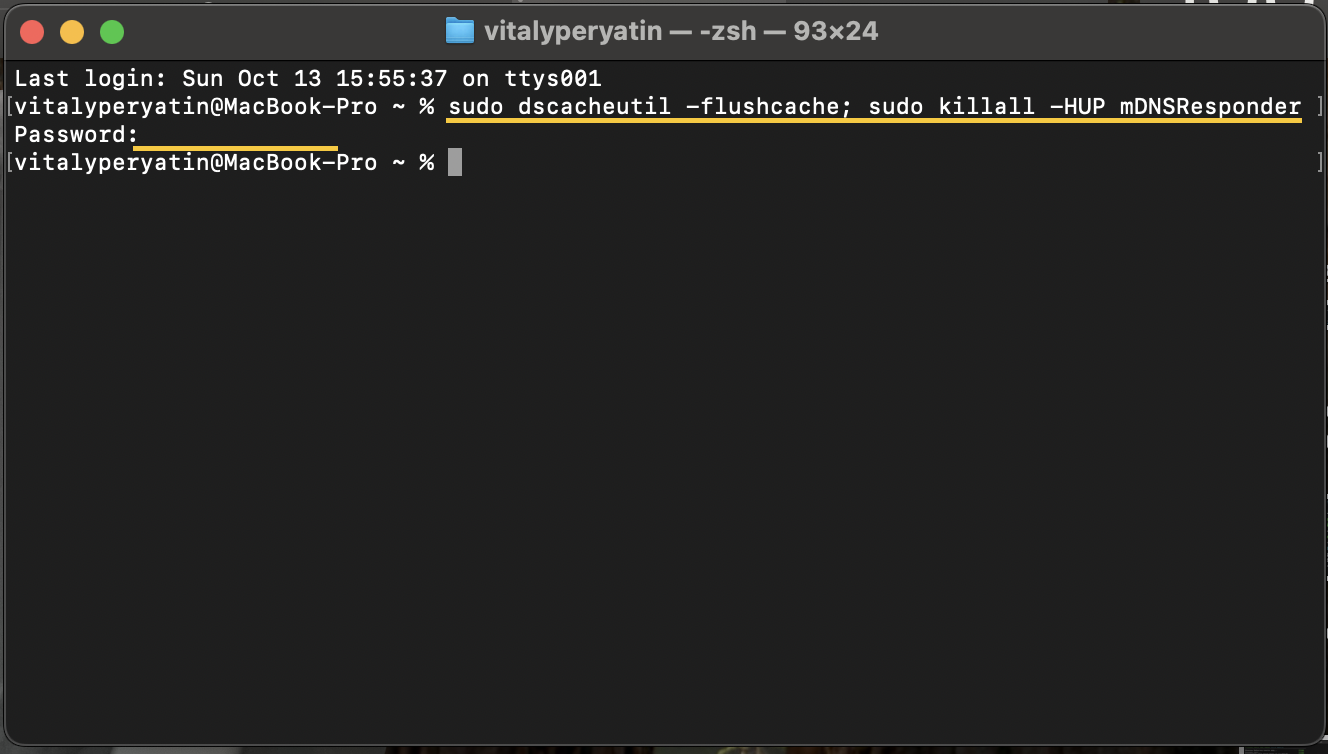 vitalyperyatin — -zsh — 93×24
Last login: Sun Oct 13 15:55:37 on ttys001
[vitalyperyatin@MacBook-Pro ~ % sudo dscacheutil -flushcache; sudo killall -HUP mDNSResponder ]
Password:
[vitalyperyatin@MacBook-Pro ~ % ]